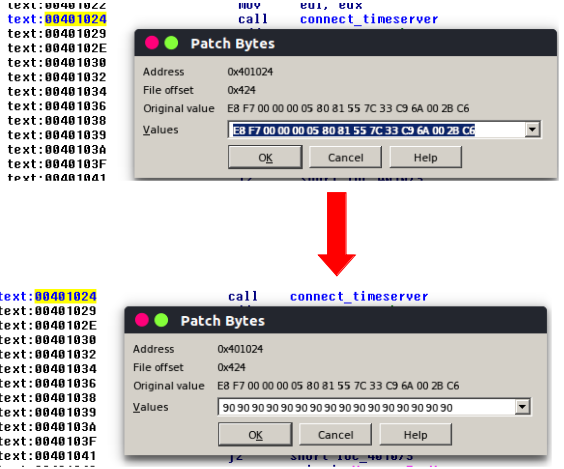 text:00401022 mov edi, edx
text:00401024 call connect_timeserver
text:00401029
text:0040102E
text:00401030
text:00401032
text:00401034
text:00401036
text:00401038
text:00401039
text:0040103A
text:0040103F
text:00401041
Patch Bytes
Address 0x401024
File offset 0x424
Original value E8 F7 00 00 00 05 80 81 55 7C 33 C9 6A 00 2B C6
Values E8 F7 00 00 00 05 80 81 55 7C 33 C9 6A 00 2B C6
OK Cancel Help
text:00401024 call connect_timeserver
text:00401029
text:0040102E
text:00401030
text:00401032
text:00401034
text:00401036
text:00401038
text:00401039
text:0040103A
text:0040103F
text:00401041 jz short loc_401075
Patch Bytes
Address 0x401024
File offset 0x424
Original value E8 F7 00 00 00 05 80 81 55 7C 33 C9 6A 00 2B C6
Values 90 90 90 90 90 90 90 90 90 90 90 90 90 90 90 90
OK Cancel Help